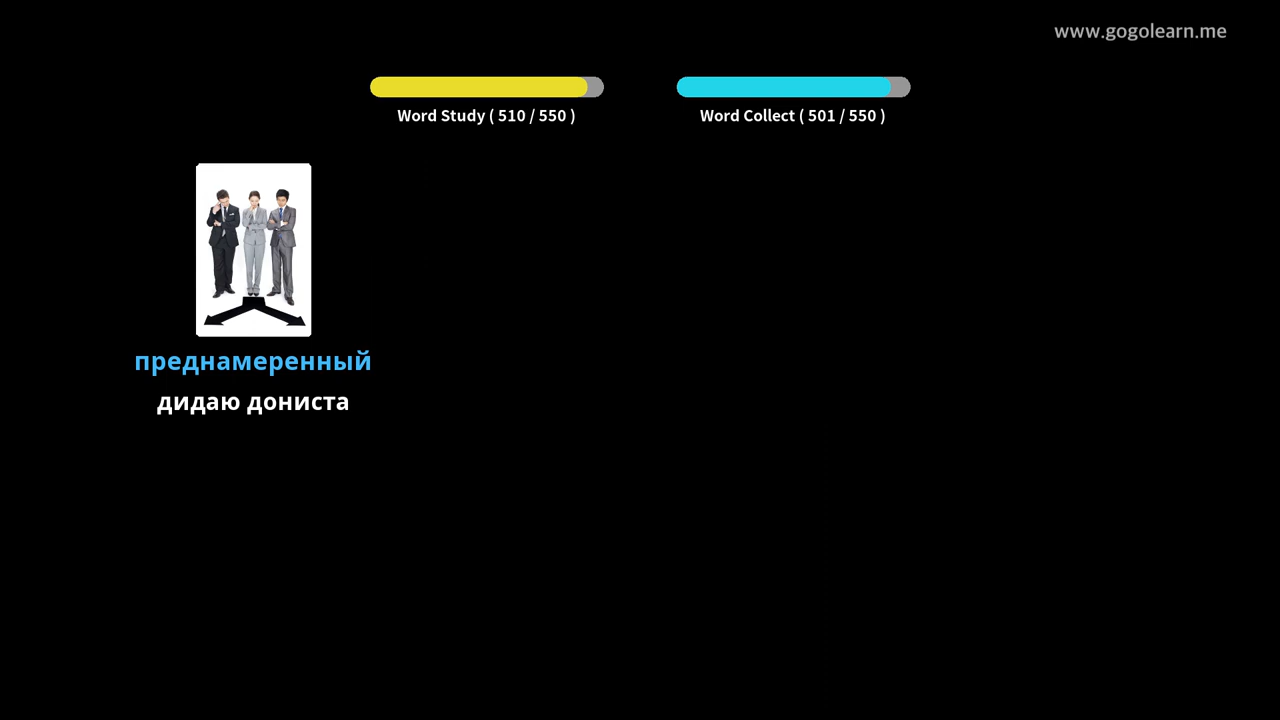 www.gogolearn.me
Word Study ( 510 / 550 )
Word Collect ( 501 / 550 )
преднамеренный
дидаю дониста